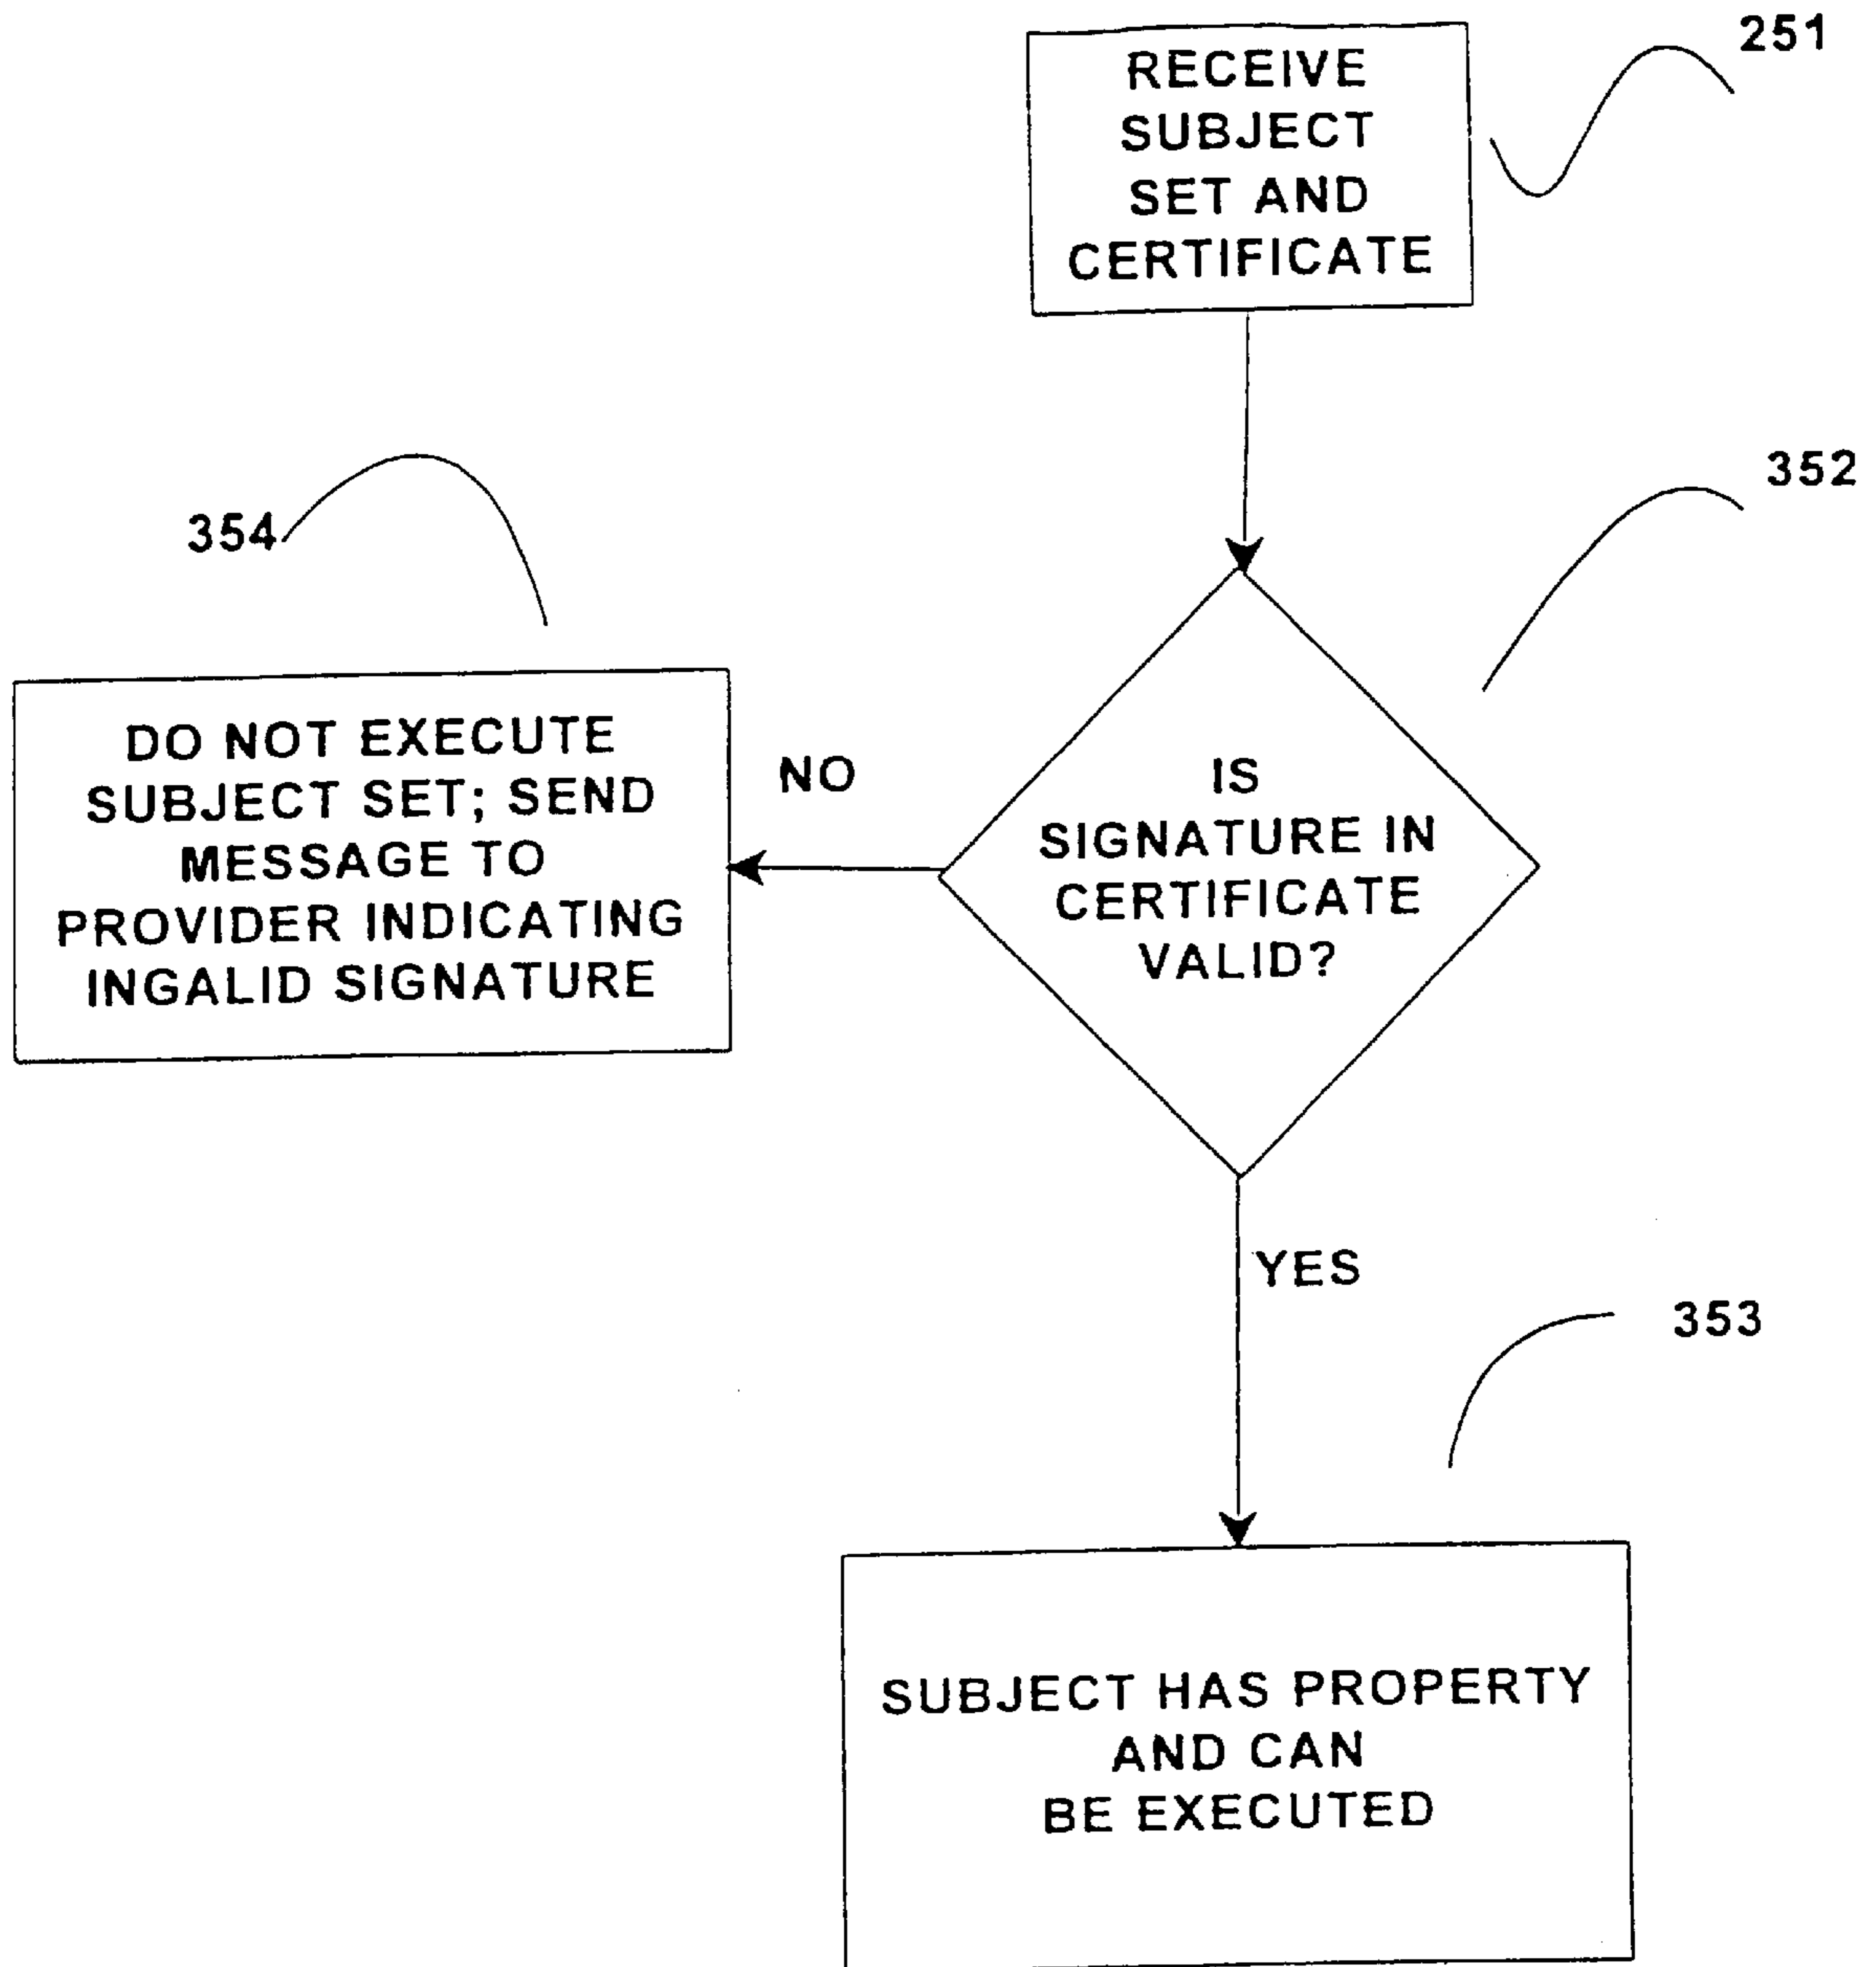 251
RECEIVE
SUBJECT
SET AND
CERTIFICATE
352
354
IS
SIGNATURE IN
CERTIFICATE
VALID?
NO
DO NOT EXECUTE
SUBJECT SET; SEND
MESSAGE TO
PROVIDER INDICATING
INGALID SIGNATURE
YES
353
SUBJECT HAS PROPERTY
AND CAN
BE EXECUTED